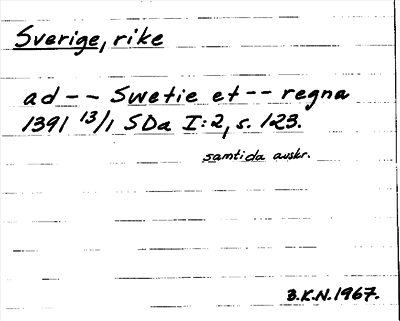 Sverige, rike
ad -- Swetie et -- regna
1391 13/1 SDa I:2, s. 123.
samtida avskr.
B.K.N. 1967.